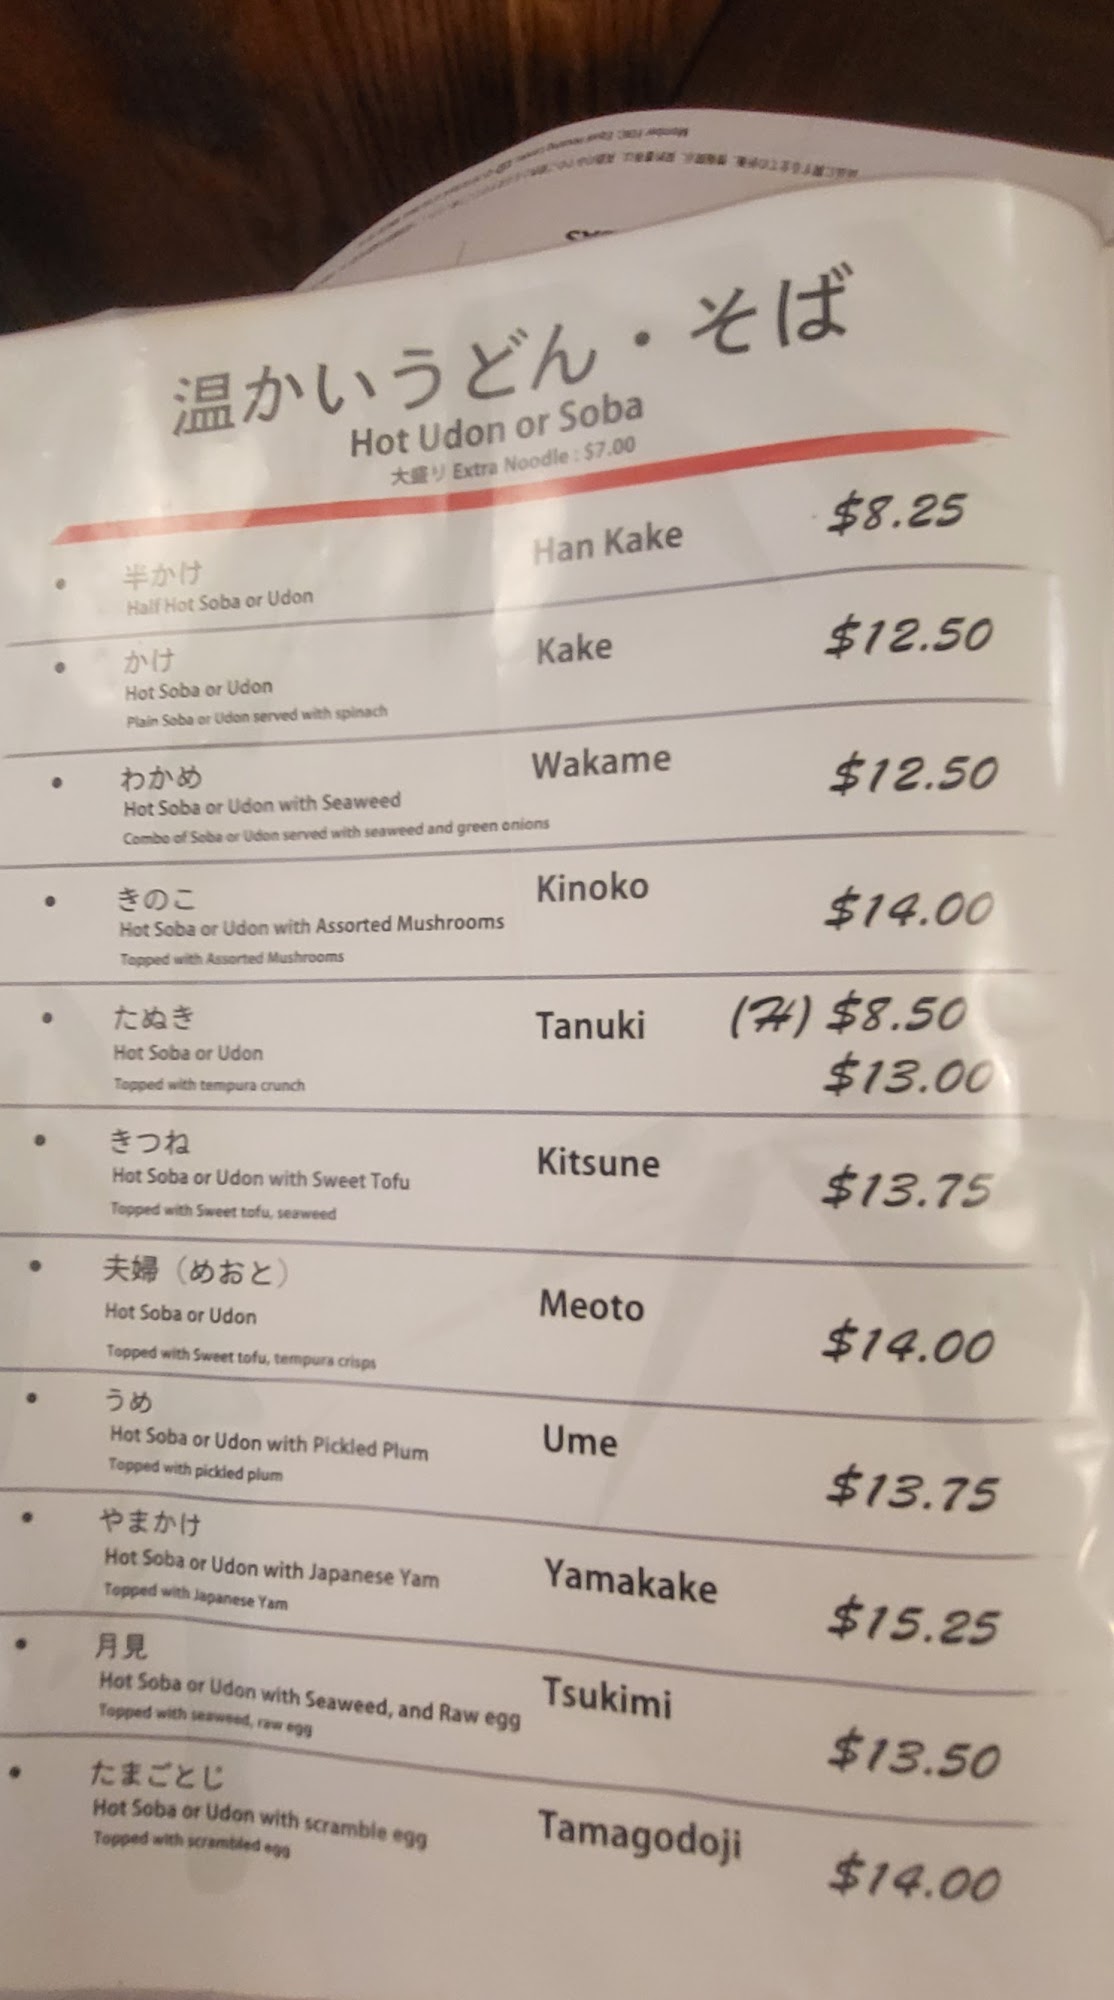 温かいうどん・そば
Hot Udon or Soba
大盛り Extra Noodle : $7.00
• 半かけ Han Kake $8.25
Half Hot Soba or Udon
• かけ Kake $12.50
Hot Soba or Udon
Plain Soba or Udon served with spinach
• わかめ Wakame $12.50
Hot Soba or Udon with Seaweed
Combo of Soba or Udon served with seaweed and green onions
• きのこ Kinoko $14.00
Hot Soba or Udon with Assorted Mushrooms
Topped with Assorted Mushrooms
• たぬき Tanuki (H) $8.50
Hot Soba or Udon $13.00
Topped with tempura crunch
• きつね Kitsune $13.75
Hot Soba or Udon with Sweet Tofu
Topped with Sweet tofu, seaweed
• 夫婦（めおと） Meoto $14.00
Hot Soba or Udon
Topped with Sweet tofu, tempura crisps
• うめ Ume $13.75
Hot Soba or Udon with Pickled Plum
Topped with pickled plum
• やまかけ Yamakake $15.25
Hot Soba or Udon with Japanese Yam
Topped with Japanese Yam
• 月見 Tsukimi $13.50
Hot Soba or Udon with Seaweed, and Raw egg
Topped with seaweed, raw egg
• たまごとじ Tamagodoji $14.00
Hot Soba or Udon with scramble egg
Topped with scrambled egg